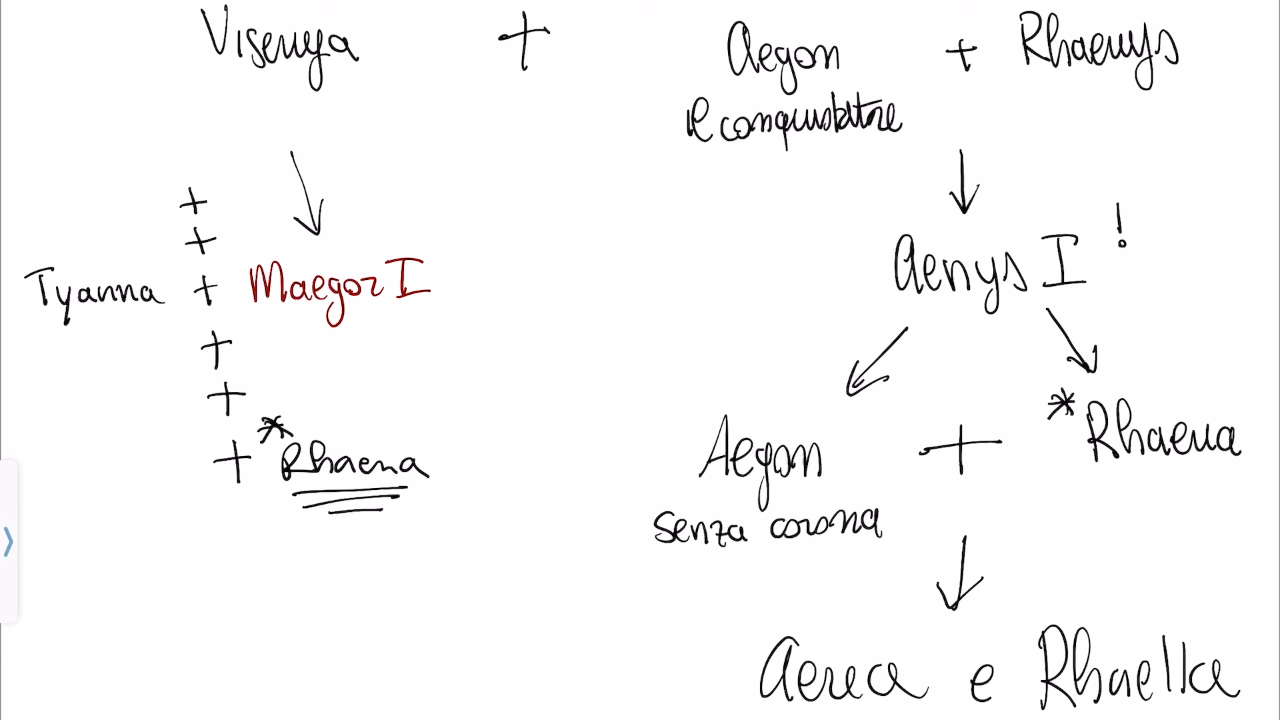 Visenya + Aegon + Rhaenys
il conquistatore
+
+
Tyanna + Maegor I
Aenys I !
+
+
+ *Rhaena
Aegon + *Rhaena
senza corona
Aerea e Rhaella